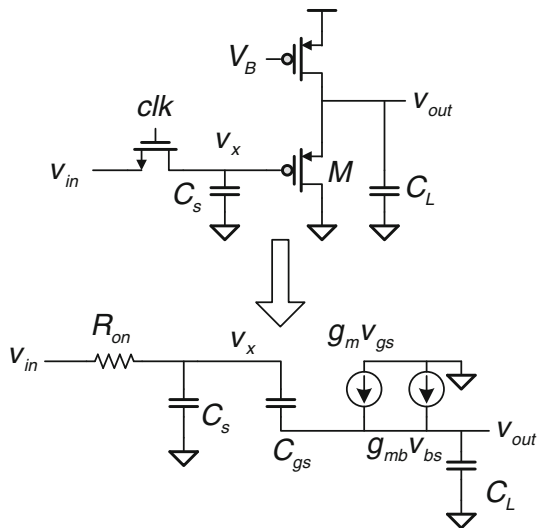 V_B
v_out
clk
v_x
v_in
M
C_s
C_L
R_on
v_x
g_m v_gs
v_in
C_s
C_gs
g_mb v_bs
v_out
C_L